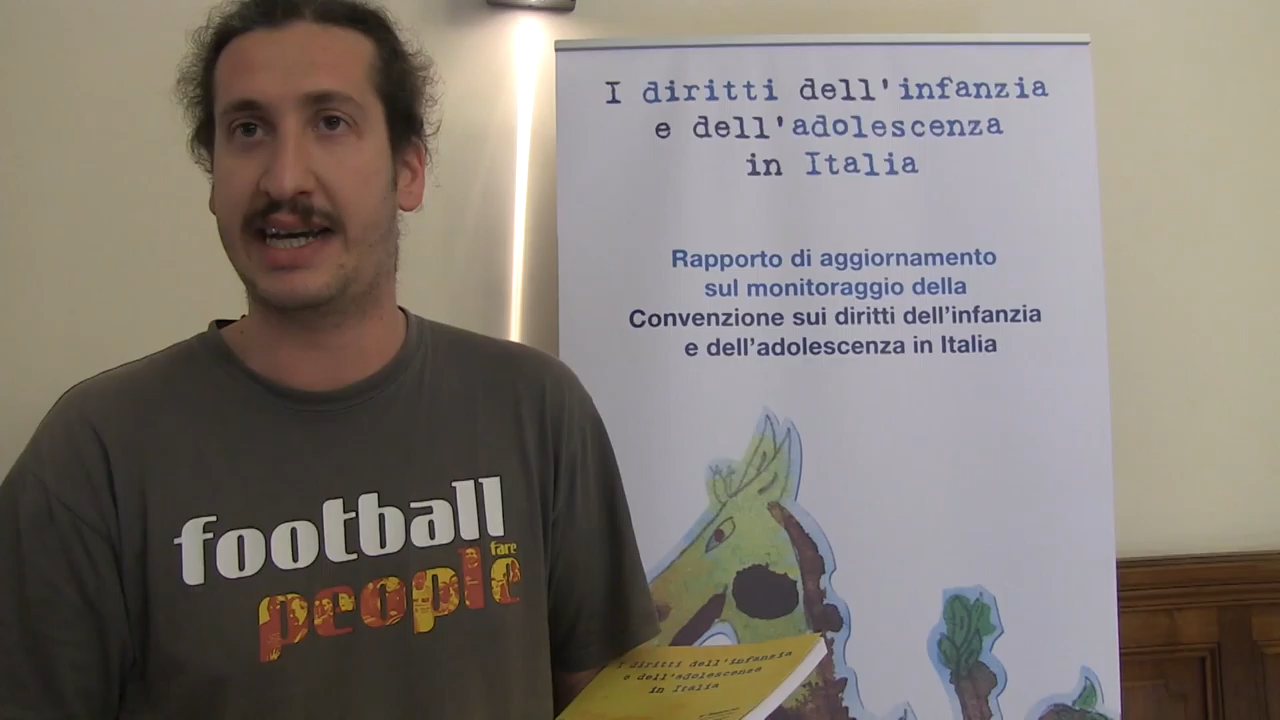 I diritti dell'infanzia
e dell'adolescenza
in Italia
Rapporto di aggiornamento
sul monitoraggio della
Convenzione sui diritti dell'infanzia
e dell'adolescenza in Italia
football
fare
people
I diritti dell'infanzia
e dell'adolescenza
in Italia